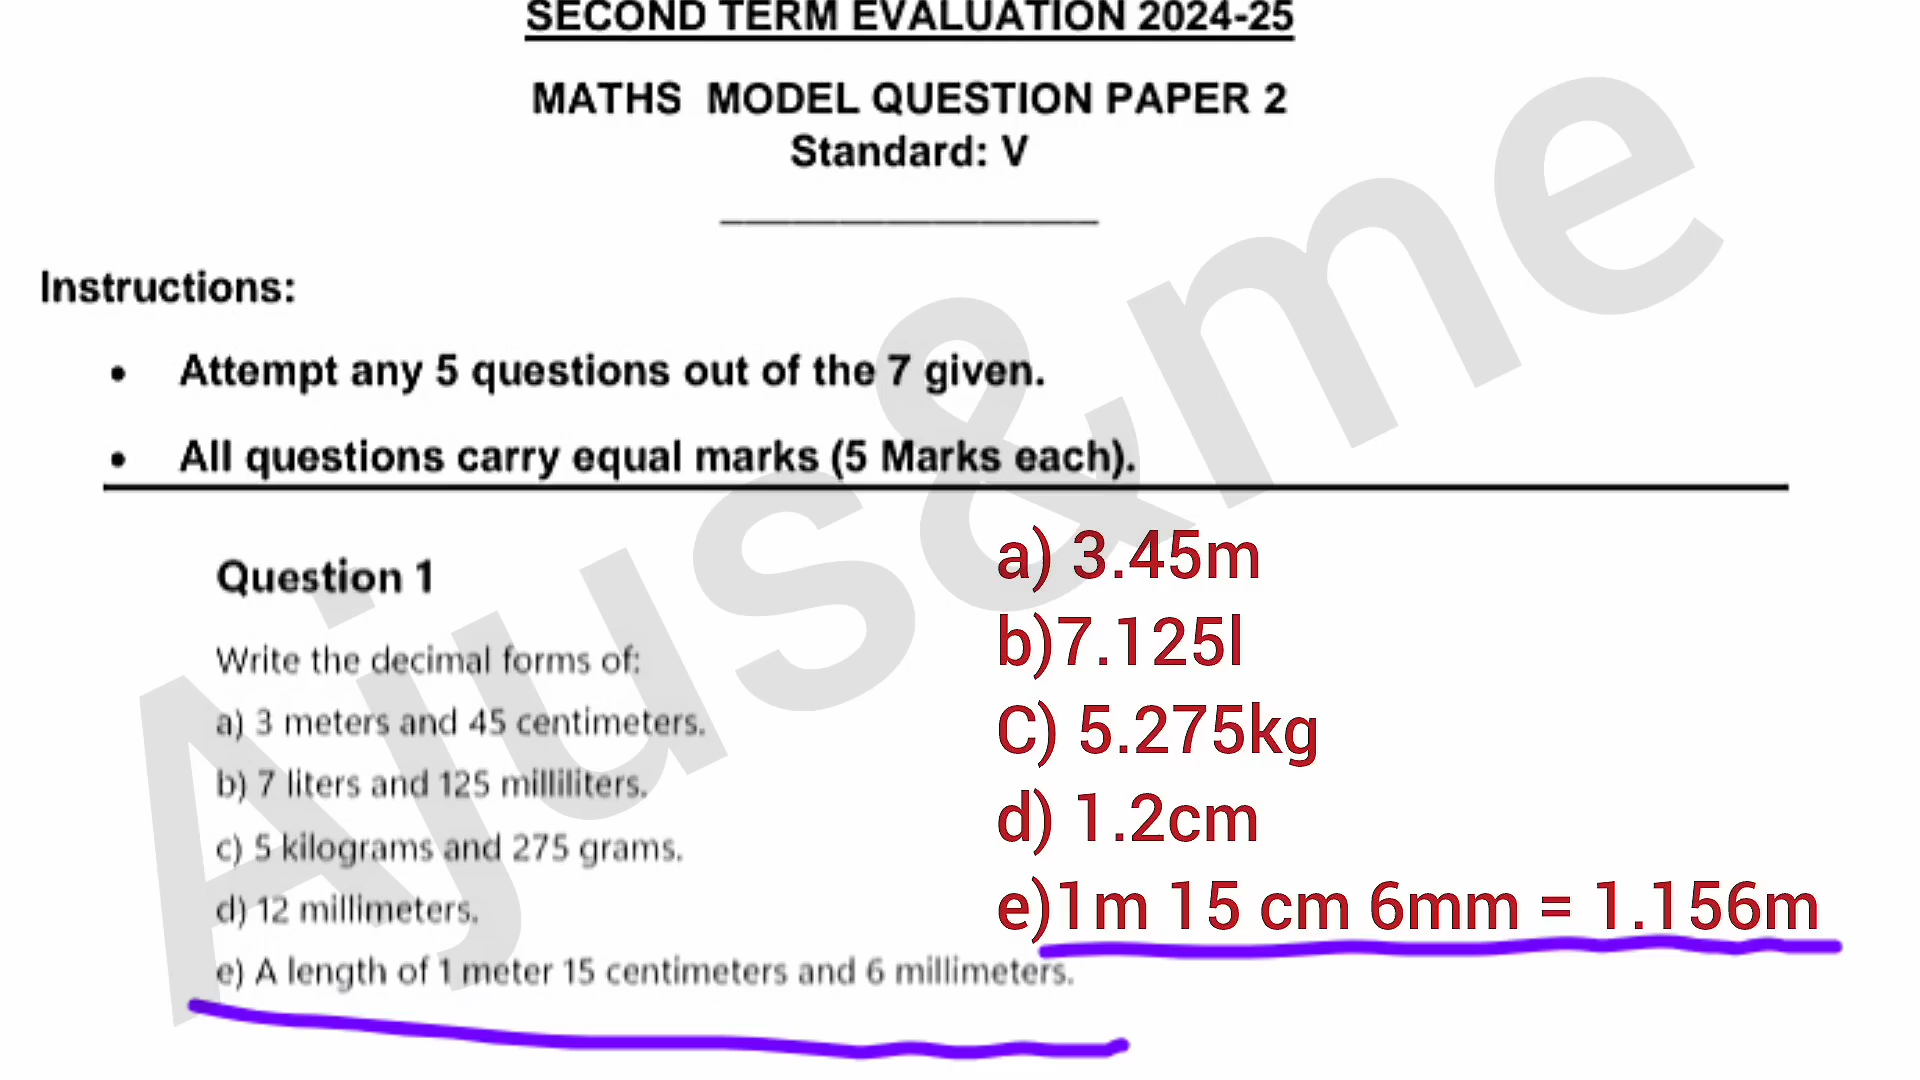 SECOND TERM EVALUATION 2024-25
MATHS MODEL QUESTION PAPER 2
Standard: V
Instructions:
• Attempt any 5 questions out of the 7 given.
• All questions carry equal marks (5 Marks each).
Question 1
Write the decimal forms of:
a) 3 meters and 45 centimeters.
b) 7 liters and 125 milliliters.
c) 5 kilograms and 275 grams.
d) 12 millimeters.
e) A length of 1 meter 15 centimeters and 6 millimeters.
a) 3.45m
b)7.125l
C) 5.275kg
d) 1.2cm
e)1m 15 cm 6mm = 1.156m
Ajus&me